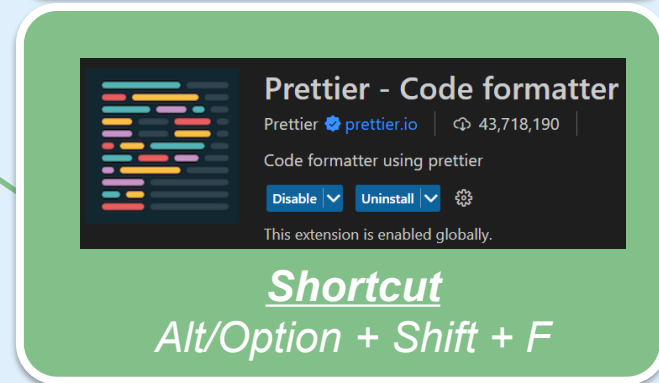 Prettier - Code formatter
Prettier prettier.io 43,718,190
Code formatter using prettier
Disable Uninstall
This extension is enabled globally.
Shortcut
Alt/Option + Shift + F